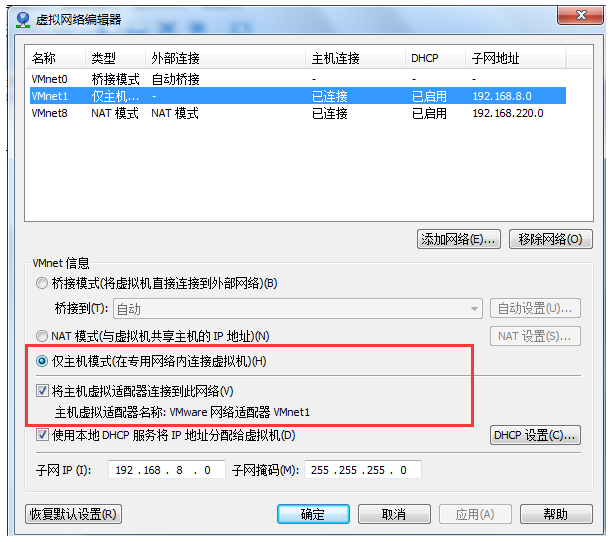 虚拟网络编辑器
名称 类型 外部连接 主机连接 DHCP 子网地址
VMnet0 桥接模式 自动桥接 - - -
VMnet1 仅主机... - 已连接 已启用 192.168.8.0
VMnet8 NAT 模式 NAT 模式 已连接 已启用 192.168.220.0
添加网络(E)... 移除网络(O)
VMnet 信息
桥接模式(将虚拟机直接连接到外部网络)(B)
桥接到(T): 自动 自动设置(U)...
NAT 模式(与虚拟机共享主机的 IP 地址)(N) NAT 设置(S)...
仅主机模式(在专用网络内连接虚拟机)(H)
将主机虚拟适配器连接到此网络(V)
主机虚拟适配器名称: VMware 网络适配器 VMnet1
使用本地 DHCP 服务将 IP 地址分配给虚拟机(D) DHCP 设置(C)...
子网 IP (I): 192 . 168 . 8 . 0 子网掩码(M): 255 . 255 . 255 . 0
恢复默认设置(R) 确定 取消 应用(A) 帮助